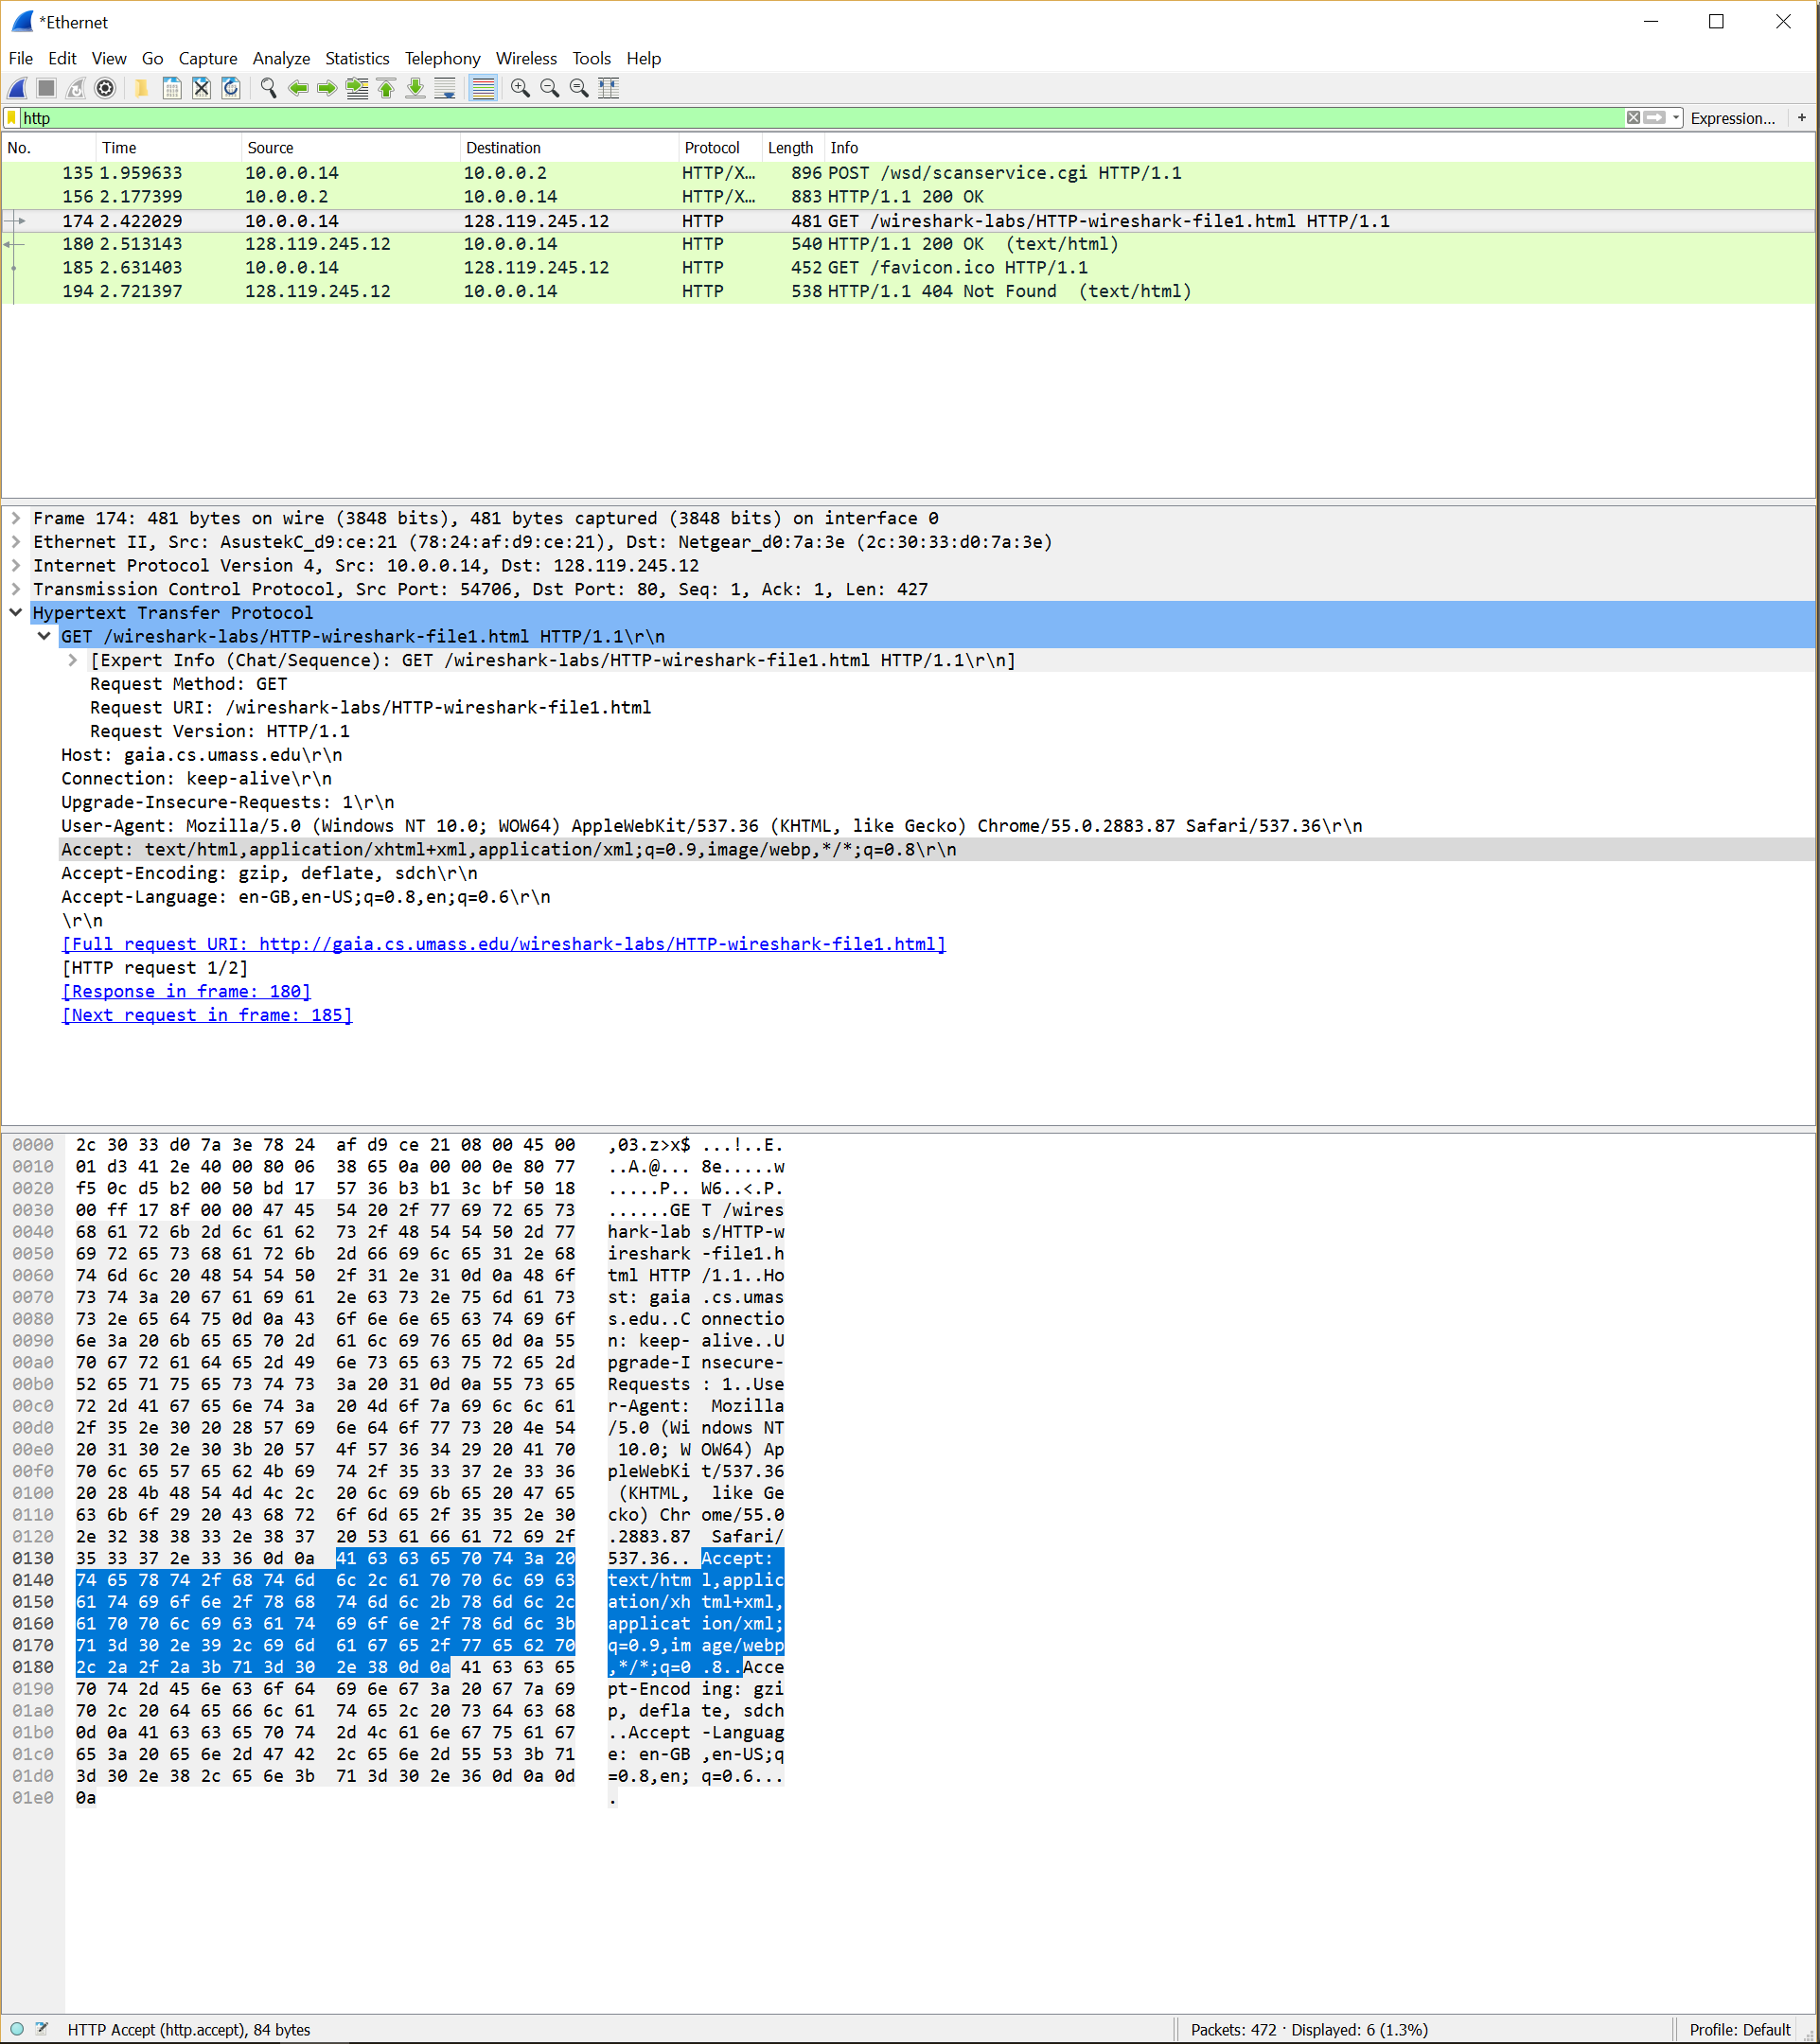 *Ethernet
File Edit View Go Capture Analyze Statistics Telephony Wireless Tools Help
http Expression... +
No. Time Source Destination Protocol Length Info
135 1.959633 10.0.0.14 10.0.0.2 HTTP/X... 896 POST /wsd/scanservice.cgi HTTP/1.1
156 2.177399 10.0.0.2 10.0.0.14 HTTP/X... 883 HTTP/1.1 200 OK
174 2.422029 10.0.0.14 128.119.245.12 HTTP 481 GET /wireshark-labs/HTTP-wireshark-file1.html HTTP/1.1
180 2.513143 128.119.245.12 10.0.0.14 HTTP 540 HTTP/1.1 200 OK  (text/html)
185 2.631403 10.0.0.14 128.119.245.12 HTTP 452 GET /favicon.ico HTTP/1.1
194 2.721397 128.119.245.12 10.0.0.14 HTTP 538 HTTP/1.1 404 Not Found  (text/html)
Frame 174: 481 bytes on wire (3848 bits), 481 bytes captured (3848 bits) on interface 0
Ethernet II, Src: AsustekC_d9:ce:21 (78:24:af:d9:ce:21), Dst: Netgear_d0:7a:3e (2c:30:33:d0:7a:3e)
Internet Protocol Version 4, Src: 10.0.0.14, Dst: 128.119.245.12
Transmission Control Protocol, Src Port: 54706, Dst Port: 80, Seq: 1, Ack: 1, Len: 427
Hypertext Transfer Protocol
GET /wireshark-labs/HTTP-wireshark-file1.html HTTP/1.1\r\n
[Expert Info (Chat/Sequence): GET /wireshark-labs/HTTP-wireshark-file1.html HTTP/1.1\r\n]
Request Method: GET
Request URI: /wireshark-labs/HTTP-wireshark-file1.html
Request Version: HTTP/1.1
Host: gaia.cs.umass.edu\r\n
Connection: keep-alive\r\n
Upgrade-Insecure-Requests: 1\r\n
User-Agent: Mozilla/5.0 (Windows NT 10.0; WOW64) AppleWebKit/537.36 (KHTML, like Gecko) Chrome/55.0.2883.87 Safari/537.36\r\n
Accept: text/html,application/xhtml+xml,application/xml;q=0.9,image/webp,*/*;q=0.8\r\n
Accept-Encoding: gzip, deflate, sdch\r\n
Accept-Language: en-GB,en-US;q=0.8,en;q=0.6\r\n
\r\n
[Full request URI: http://gaia.cs.umass.edu/wireshark-labs/HTTP-wireshark-file1.html]
[HTTP request 1/2]
[Response in frame: 180]
[Next request in frame: 185]
0000 2c 30 33 d0 7a 3e 78 24 af d9 ce 21 08 00 45 00 ,03.z>x$ ...!..E.
0010 01 d3 41 2e 40 00 80 06 38 65 0a 00 00 0e 80 77 ..A.@... 8e.....w
0020 f5 0c d5 b2 00 50 bd 17 57 36 b3 b1 3c bf 50 18 .....P.. W6..<.P.
0030 00 ff 17 8f 00 00 47 45 54 20 2f 77 69 72 65 73 ......GE T /wires
0040 68 61 72 6b 2d 6c 61 62 73 2f 48 54 54 50 2d 77 hark-lab s/HTTP-w
0050 69 72 65 73 68 61 72 6b 2d 66 69 6c 65 31 2e 68 ireshark -file1.h
0060 74 6d 6c 20 48 54 54 50 2f 31 2e 31 0d 0a 48 6f tml HTTP /1.1..Ho
0070 73 74 3a 20 67 61 69 61 2e 63 73 2e 75 6d 61 73 st: gaia .cs.umas
0080 73 2e 65 64 75 0d 0a 43 6f 6e 6e 65 63 74 69 6f s.edu..C onnectio
0090 6e 3a 20 6b 65 65 70 2d 61 6c 69 76 65 0d 0a 55 n: keep- alive..U
00a0 70 67 72 61 64 65 2d 49 6e 73 65 63 75 72 65 2d pgrade-I nsecure-
00b0 52 65 71 75 65 73 74 73 3a 20 31 0d 0a 55 73 65 Requests : 1..Use
00c0 72 2d 41 67 65 6e 74 3a 20 4d 6f 7a 69 6c 6c 61 r-Agent:  Mozilla
00d0 2f 35 2e 30 20 28 57 69 6e 64 6f 77 73 20 4e 54 /5.0 (Wi ndows NT
00e0 20 31 30 2e 30 3b 20 57 4f 57 36 34 29 20 41 70  10.0; W OW64) Ap
00f0 70 6c 65 57 65 62 4b 69 74 2f 35 33 37 2e 33 36 pleWebKi t/537.36
0100 20 28 4b 48 54 4d 4c 2c 20 6c 69 6b 65 20 47 65  (KHTML,  like Ge
0110 63 6b 6f 29 20 43 68 72 6f 6d 65 2f 35 35 2e 30 cko) Chr ome/55.0
0120 2e 32 38 38 33 2e 38 37 20 53 61 66 61 72 69 2f .2883.87  Safari/
0130 35 33 37 2e 33 36 0d 0a 41 63 63 65 70 74 3a 20 537.36.. Accept:
0140 74 65 78 74 2f 68 74 6d 6c 2c 61 70 70 6c 69 63 text/htm l,applic
0150 61 74 69 6f 6e 2f 78 68 74 6d 6c 2b 78 6d 6c 2c ation/xh tml+xml,
0160 61 70 70 6c 69 63 61 74 69 6f 6e 2f 78 6d 6c 3b applicat ion/xml;
0170 71 3d 30 2e 39 2c 69 6d 61 67 65 2f 77 65 62 70 q=0.9,im age/webp
0180 2c 2a 2f 2a 3b 71 3d 30 2e 38 0d 0a 41 63 63 65 ,*/*;q=0 .8..Acce
0190 70 74 2d 45 6e 63 6f 64 69 6e 67 3a 20 67 7a 69 pt-Encod ing: gzi
01a0 70 2c 20 64 65 66 6c 61 74 65 2c 20 73 64 63 68 p, defla te, sdch
01b0 0d 0a 41 63 63 65 70 74 2d 4c 61 6e 67 75 61 67 ..Accept -Languag
01c0 65 3a 20 65 6e 2d 47 42 2c 65 6e 2d 55 53 3b 71 e: en-GB ,en-US;q
01d0 3d 30 2e 38 2c 65 6e 3b 71 3d 30 2e 36 0d 0a 0d =0.8,en; q=0.6...
01e0 0a .
HTTP Accept (http.accept), 84 bytes Packets: 472 · Displayed: 6 (1.3%) Profile: Default